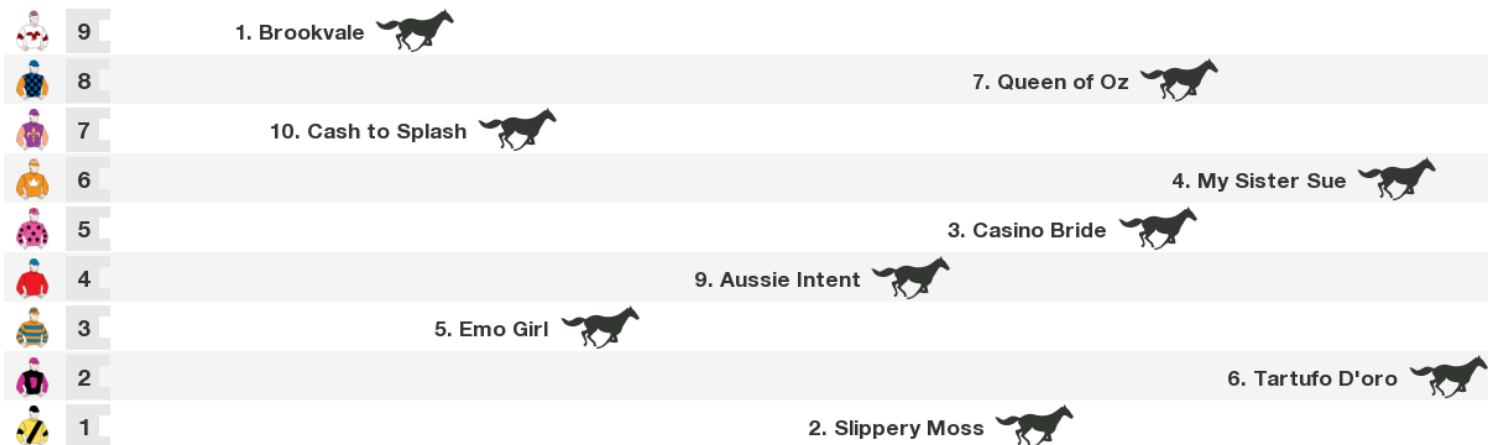 9 1. Brookvale
8 7. Queen of Oz
7 10. Cash to Splash
6 4. My Sister Sue
5 3. Casino Bride
4 9. Aussie Intent
3 5. Emo Girl
2 6. Tartufo D'oro
1 2. Slippery Moss